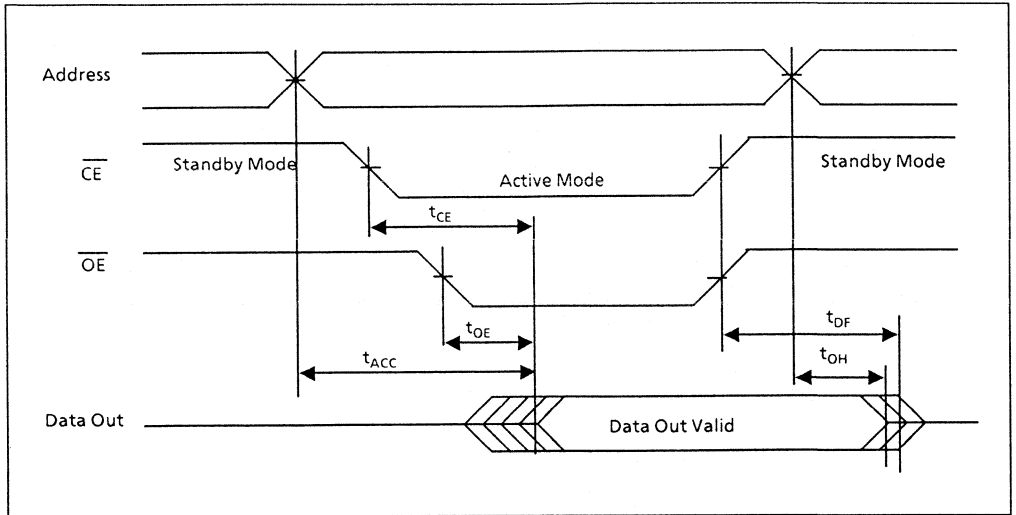 Address
CE
Standby Mode
Active Mode
Standby Mode
tCE
OE
tDF
tOE
tOH
tACC
Data Out
Data Out Valid